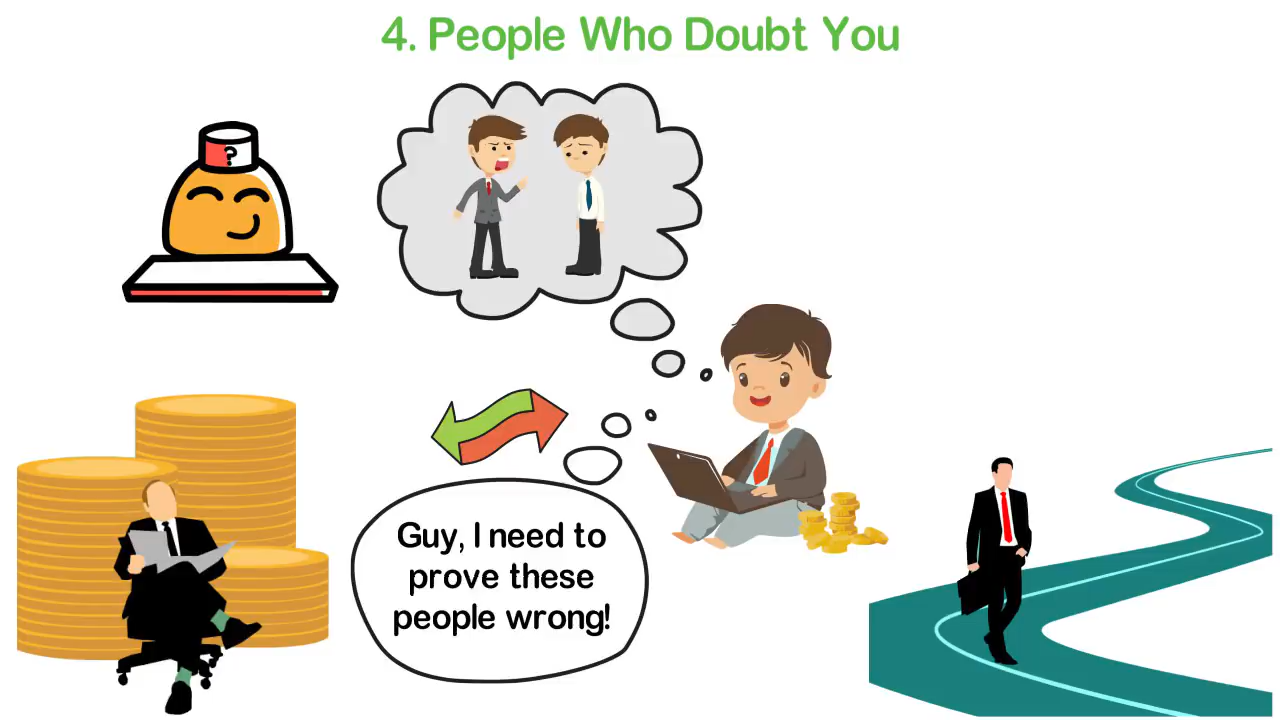 4. People Who Doubt You
?
Guy, I need to
prove these
people wrong!